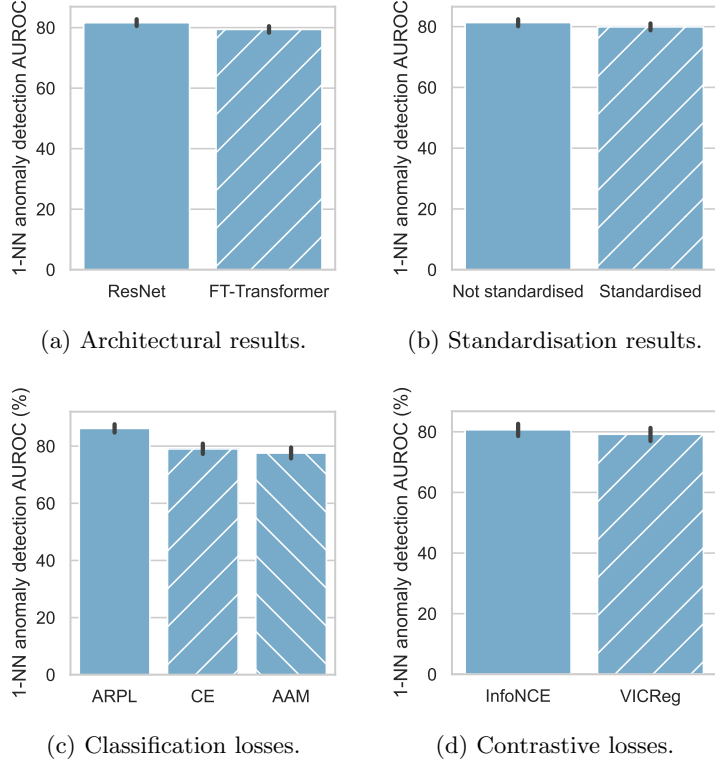 1-NN anomaly detection AUROC
80
60
40
20
0
ResNet FT-Transformer
(a) Architectural results.
1-NN anomaly detection AUROC
80
60
40
20
0
Not standardised Standardised
(b) Standardisation results.
1-NN anomaly detection AUROC (%)
80
60
40
20
0
ARPL CE AAM
(c) Classification losses.
1-NN anomaly detection AUROC (%)
80
60
40
20
0
InfoNCE VICReg
(d) Contrastive losses.